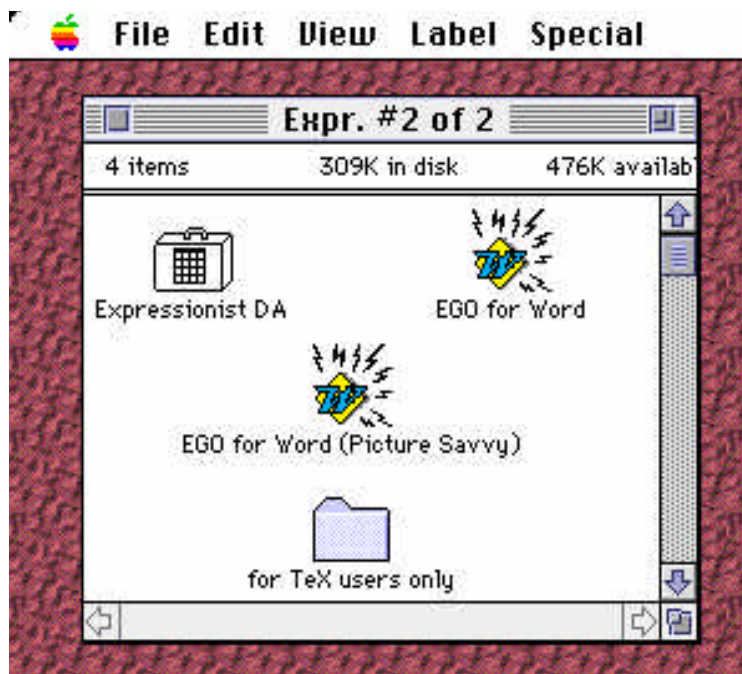 File Edit View Label Special
Expr. #2 of 2
4 items 309K in disk 476K availab
Expressionist DA
EGO for Word
EGO for Word (Picture Savvy)
for TeX users only